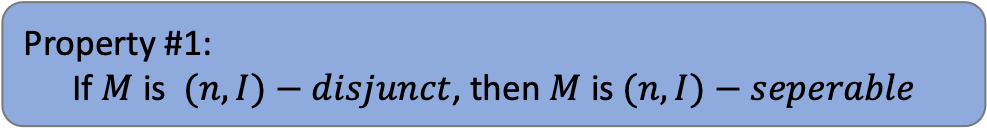 Property #1:
If M is (n, I) − disjunct, then M is (n, I) − seperable